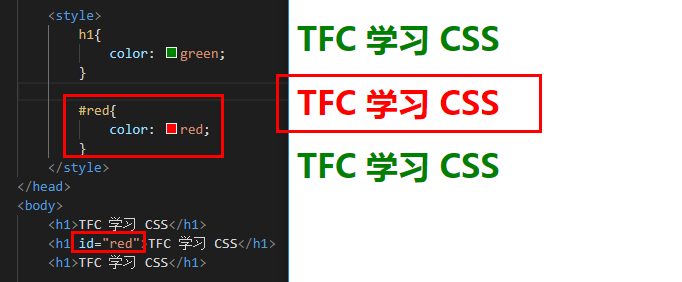 <style>
h1{
color: green;
}
#red{
color: red;
}
</style>
</head>
<body>
<h1>TFC 学习 CSS</h1>
<h1 id="red">TFC 学习 CSS</h1>
<h1>TFC 学习 CSS</h1>
TFC 学习 CSS
TFC 学习 CSS
TFC 学习 CSS